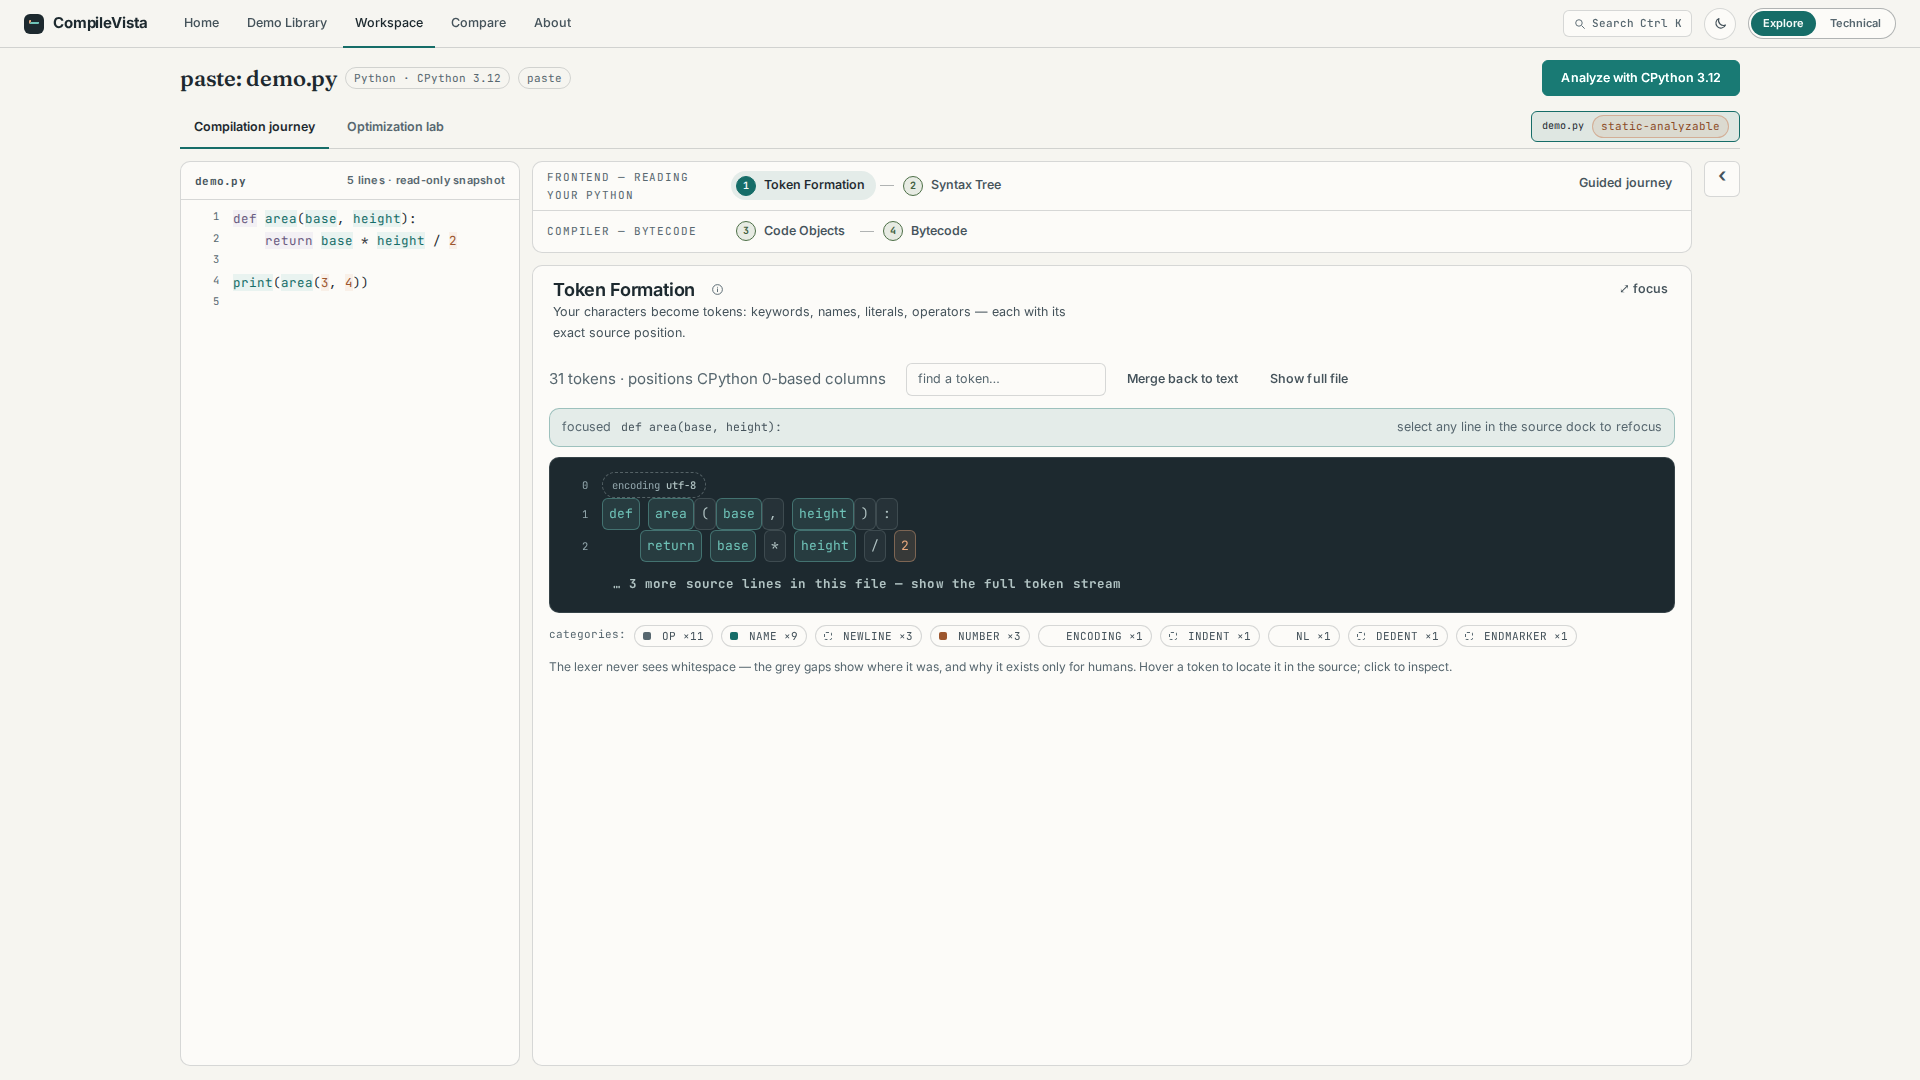 CompileVista Home Demo Library Workspace Compare About Search Ctrl K Explore Technical
paste: demo.py Python · CPython 3.12 paste Analyze with CPython 3.12
Compilation journey Optimization lab demo.py static-analyzable
demo.py 5 lines · read-only snapshot
1 def area(base, height):
2 return base * height / 2
3
4 print(area(3, 4))
5
FRONTEND — READING
YOUR PYTHON
1 Token Formation — 2 Syntax Tree Guided journey
COMPILER — BYTECODE 3 Code Objects — 4 Bytecode
Token Formation ⤢ focus
Your characters become tokens: keywords, names, literals, operators — each with its
exact source position.
31 tokens · positions CPython 0-based columns find a token... Merge back to text Show full file
focused def area(base, height): select any line in the source dock to refocus
0 encoding utf-8
1 def area ( base , height ) :
2 return base * height / 2
… 3 more source lines in this file — show the full token stream
categories: OP ×11 NAME ×9 NEWLINE ×3 NUMBER ×3 ENCODING ×1 INDENT ×1 NL ×1 DEDENT ×1 ENDMARKER ×1
The lexer never sees whitespace — the grey gaps show where it was, and why it exists only for humans. Hover a token to locate it in the source; click to inspect.